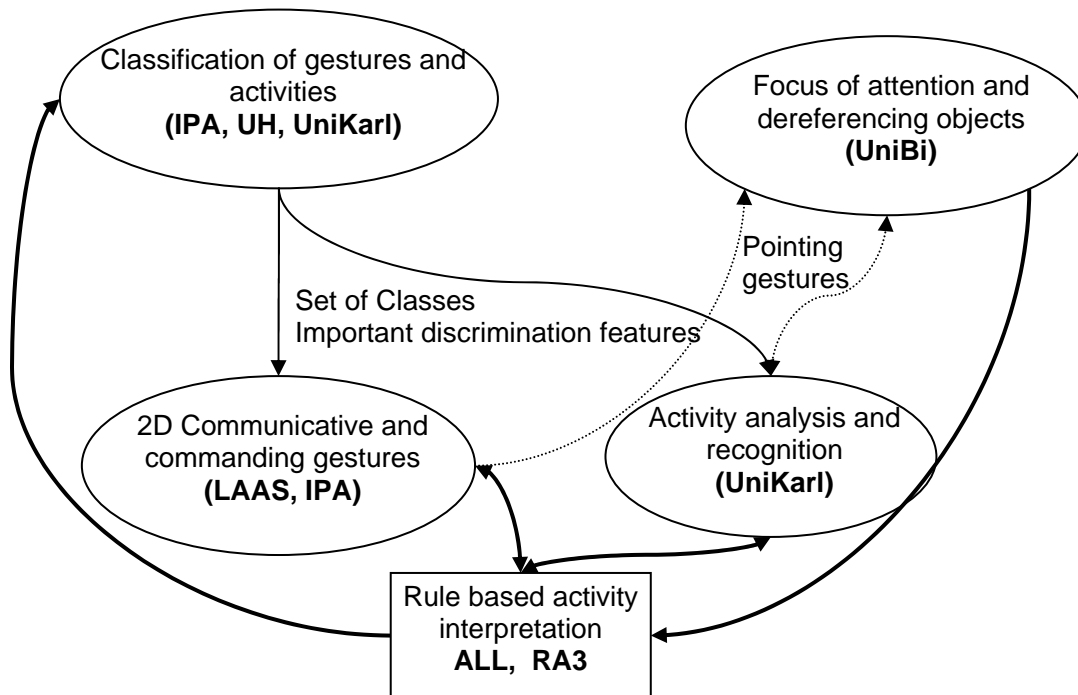 Classification of gestures and
activities
(IPA, UH, UniKarl)
Focus of attention and
dereferencing objects
(UniBi)
Pointing
gestures
Set of Classes
Important discrimination features
2D Communicative and
commanding gestures
(LAAS, IPA)
Activity analysis and
recognition
(UniKarl)
Rule based activity
interpretation
ALL, RA3